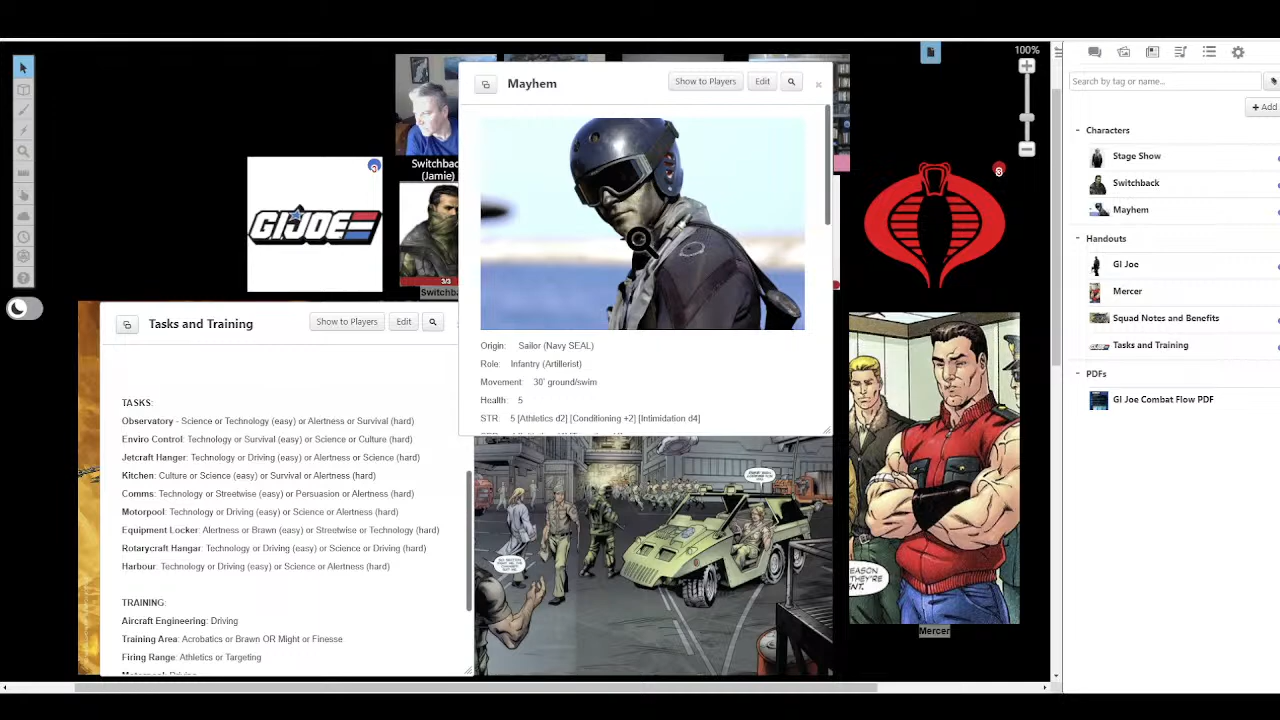 100%
Search by tag or name...
+ Add
Characters
Stage Show
Switchback
Mayhem
Handouts
GI Joe
Mercer
Squad Notes and Benefits
Tasks and Training
PDFs
GI Joe Combat Flow PDF
Mayhem
Show to Players
Edit
Origin: Sailor (Navy SEAL)
Role: Infantry (Artillerist)
Movement: 30' ground/swim
Health: 5
STR: 5 [Athletics d2] [Conditioning +2] [Intimidation d4]
Switchback
(Jamie)
GI JOE
3/3
Switchba
Tasks and Training
Show to Players
Edit
TASKS:
Observatory - Science or Technology (easy) or Alertness or Survival (hard)
Enviro Control: Technology or Survival (easy) or Science or Culture (hard)
Jetcraft Hanger: Technology or Driving (easy) or Alertness or Science (hard)
Kitchen: Culture or Science (easy) or Survival or Alertness (hard)
Comms: Technology or Streetwise (easy) or Persuasion or Alertness (hard)
Motorpool: Technology or Driving (easy) or Science or Alertness (hard)
Equipment Locker: Alertness or Brawn (easy) or Streetwise or Technology (hard)
Rotarycraft Hangar: Technology or Driving (easy) or Science or Driving (hard)
Harbour: Technology or Driving (easy) or Science or Alertness (hard)
TRAINING:
Aircraft Engineering: Driving
Training Area: Acrobatics or Brawn OR Might or Finesse
Firing Range: Athletics or Targeting
Motorpool: Driving
EASON
THEY'RE
NT.
Mercer